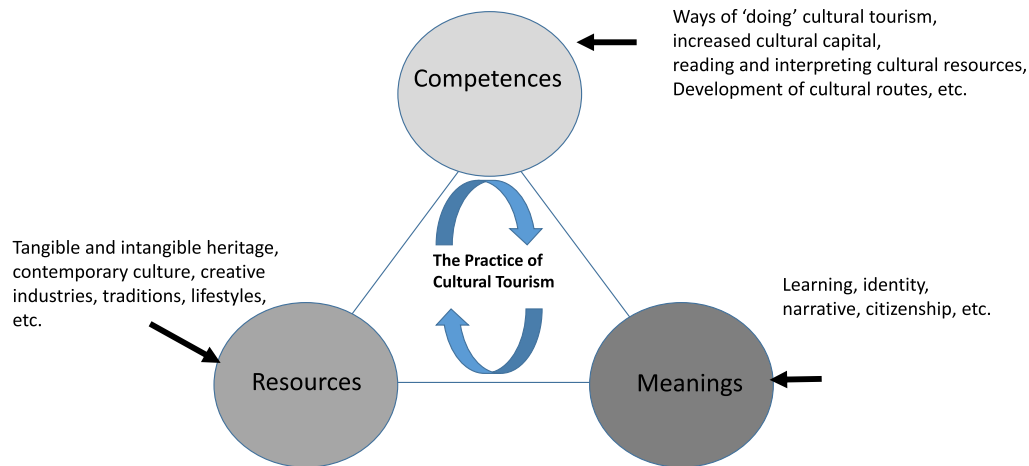 Ways of ‘doing’ cultural tourism,
increased cultural capital,
reading and interpreting cultural resources,
Development of cultural routes, etc.
Competences
Tangible and intangible heritage,
contemporary culture, creative
industries, traditions, lifestyles,
etc.
The Practice of
Cultural Tourism
Learning, identity,
narrative, citizenship, etc.
Resources
Meanings